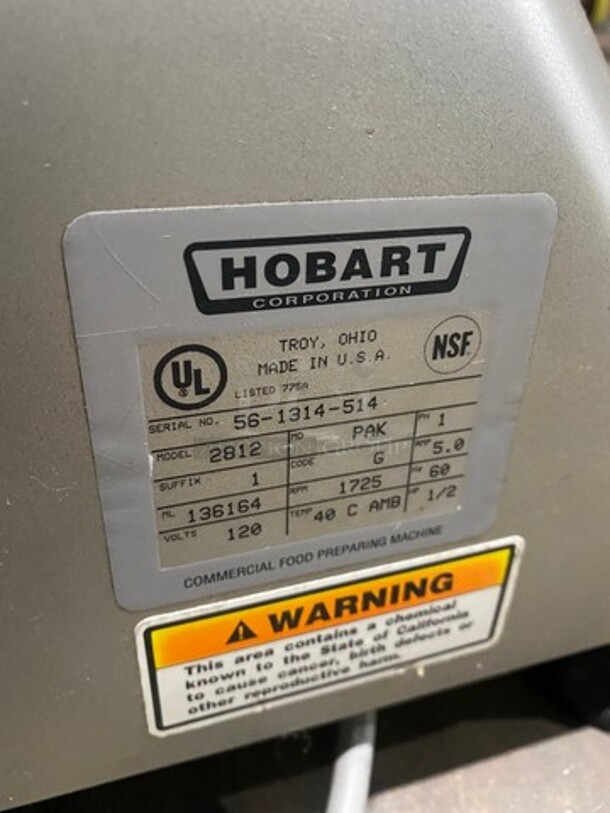 HOBART
CORPORATION
TROY, OHIO
MADE IN U.S.A.
UL
NSF
LISTED 775A
SERIAL NO. 56-1314-514
MODEL 2812 MO PAK PH 1
SUFFIX 1 CODE G AMP 5.0
ML 136164 RPM 1725 HZ 60
VOLTS 120 TEMP 40 C AMB HP 1/2
COMMERCIAL FOOD PREPARING MACHINE
WARNING
This area contains a chemical
known to the State of California
to cause cancer, birth defects or
other reproductive harm.